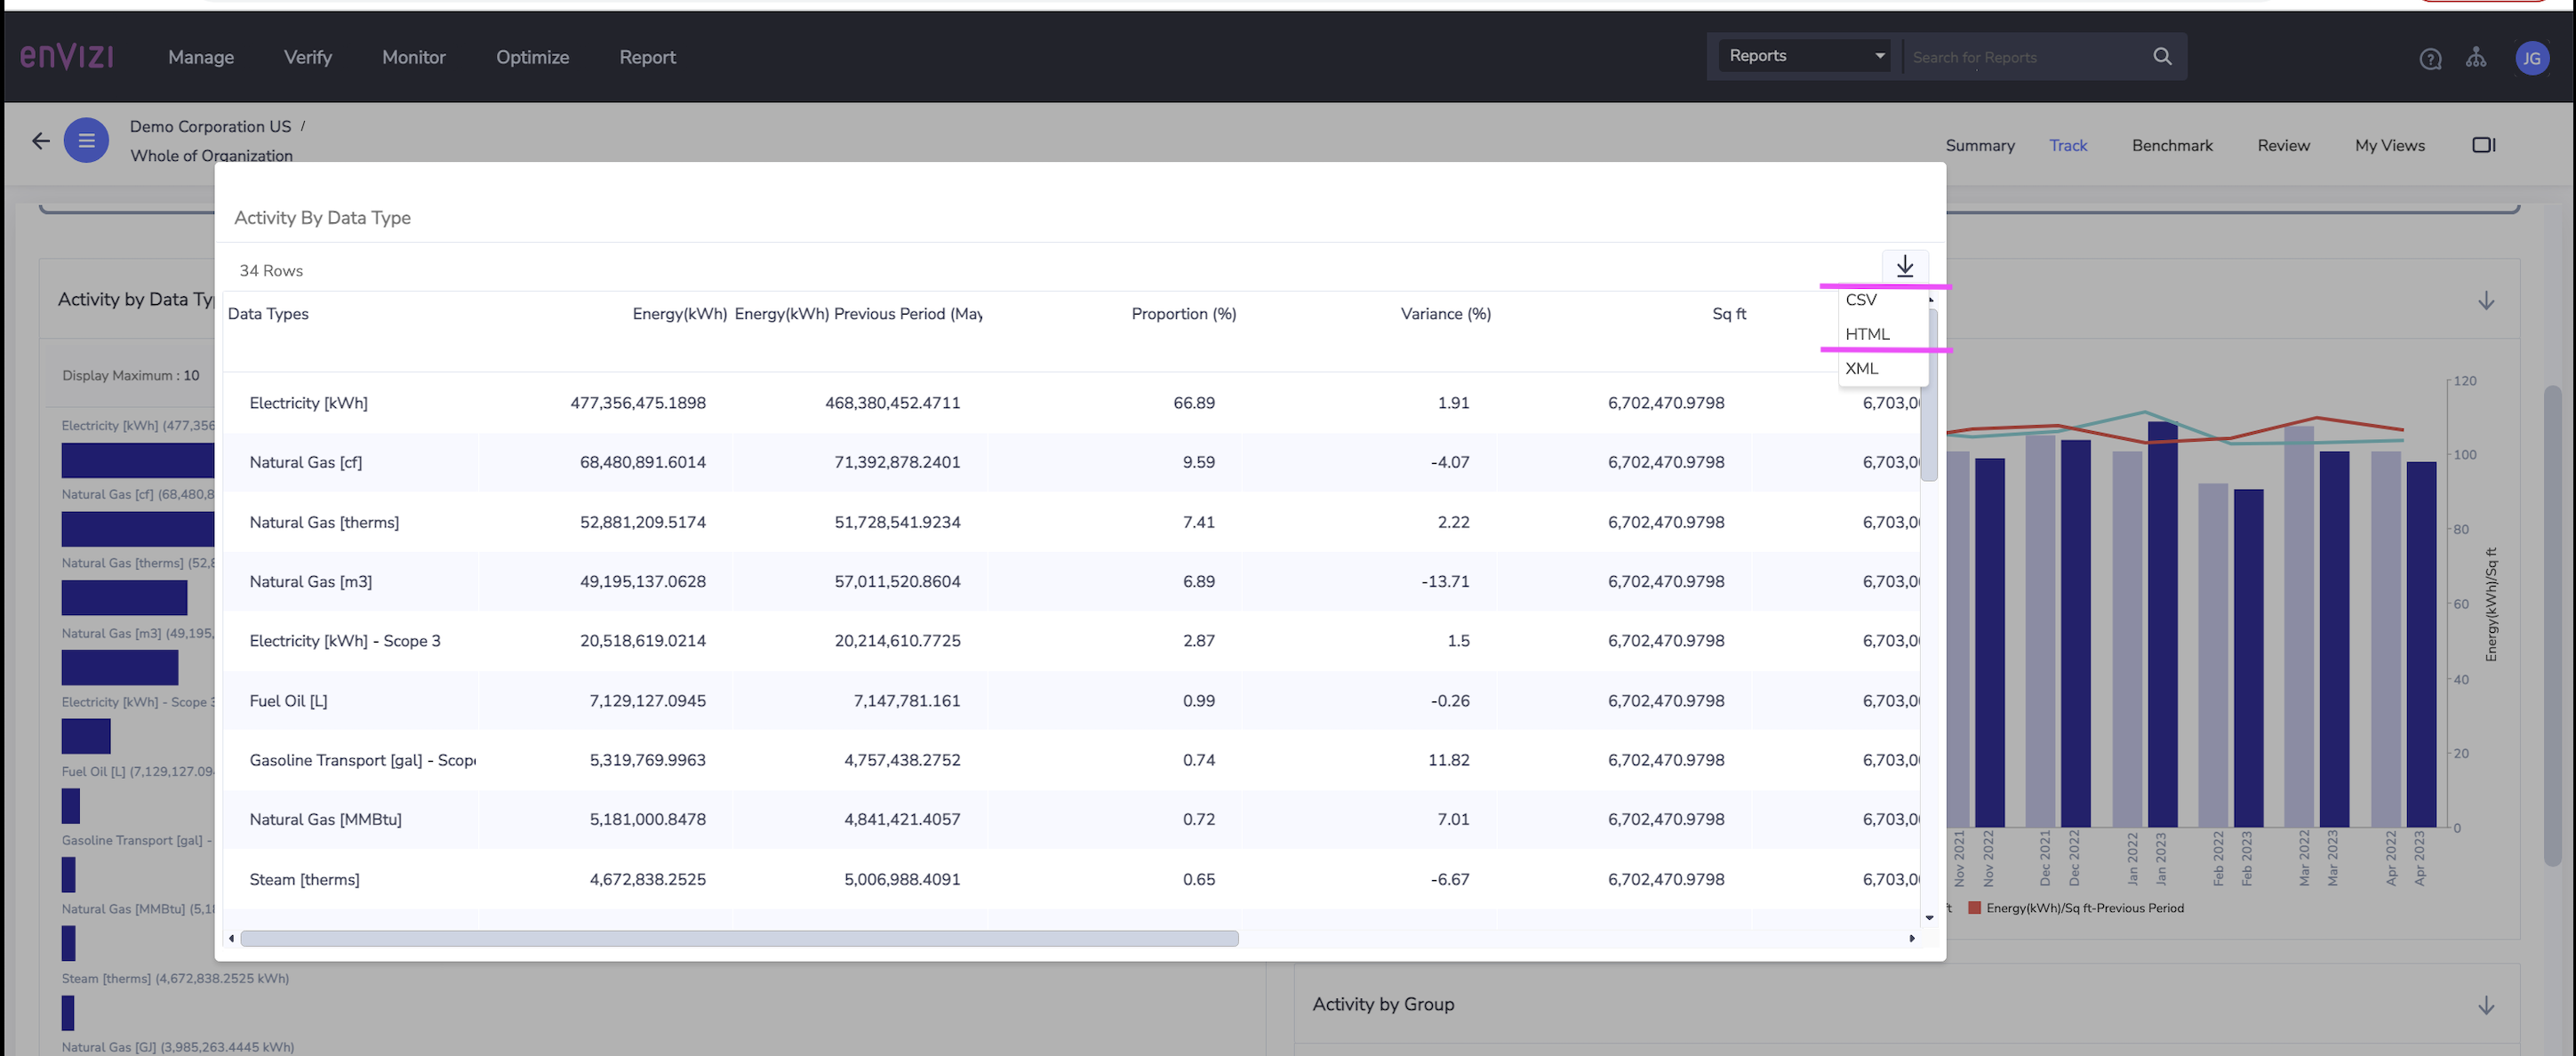 enVIZI
Manage Verify Monitor Optimize Report
Reports
Search for Reports
JG
Demo Corporation US /
Whole of Organization
Summary Track Benchmark Review My Views
Activity By Data Type
34 Rows
CSV
HTML
XML
Data Types Energy(kWh) Energy(kWh) Previous Period (May Proportion (%) Variance (%) Sq ft
Electricity [kWh] 477,356,475.1898 468,380,452.4711 66.89 1.91 6,702,470.9798 6,703,0
Natural Gas [cf] 68,480,891.6014 71,392,878.2401 9.59 -4.07 6,702,470.9798 6,703,0
Natural Gas [therms] 52,881,209.5174 51,728,541.9234 7.41 2.22 6,702,470.9798 6,703,0
Natural Gas [m3] 49,195,137.0628 57,011,520.8604 6.89 -13.71 6,702,470.9798 6,703,0
Electricity [kWh] - Scope 3 20,518,619.0214 20,214,610.7725 2.87 1.5 6,702,470.9798 6,703,0
Fuel Oil [L] 7,129,127.0945 7,147,781.161 0.99 -0.26 6,702,470.9798 6,703,0
Gasoline Transport [gal] - Scope 5,319,769.9963 4,757,438.2752 0.74 11.82 6,702,470.9798 6,703,0
Natural Gas [MMBtu] 5,181,000.8478 4,841,421.4057 0.72 7.01 6,702,470.9798 6,703,0
Steam [therms] 4,672,838.2525 5,006,988.4091 0.65 -6.67 6,702,470.9798 6,703,0
Activity by Data Ty
Display Maximum : 10
Electricity [kWh] (477,356
Natural Gas [cf] (68,480,8
Natural Gas [therms] (52,8
Natural Gas [m3] (49,195,
Electricity [kWh] - Scope 3
Fuel Oil [L] (7,129,127.09
Gasoline Transport [gal] -
Natural Gas [MMBtu] (5,18
Steam [therms] (4,672,838.2525 kWh)
Natural Gas [GJ] (3,985,263.4445 kWh)
120
100
80
60
40
20
0
Energy(kWh)/Sq ft
Nov 2021
Nov 2022
Dec 2021
Dec 2022
Jan 2022
Jan 2023
Feb 2022
Feb 2023
Mar 2022
Mar 2023
Apr 2022
Apr 2023
ft Energy(kWh)/Sq ft-Previous Period
Activity by Group